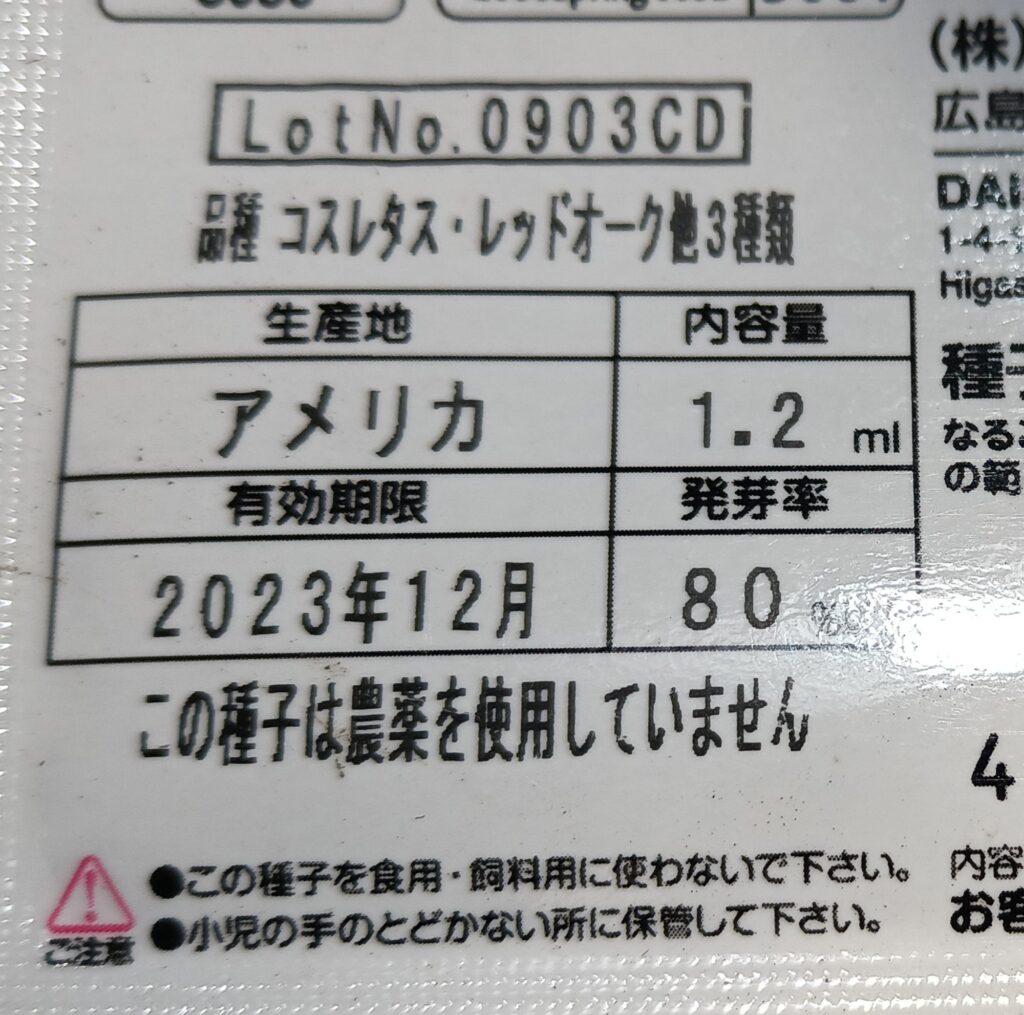 LotNo.0903CD
品種 コスレタス・レッドオーク他3種類
生産地 内容量
アメリカ 1.2 ml
有効期限 発芽率
2023年12月 80 %
この種子は農薬を使用していません
ご注意
●この種子を食用・飼料用に使わないで下さい。
●小児の手のとどかない所に保管して下さい。
(株)
広島
DAI
1-4-
Higas
種子
なるこ
の範
4
内容
お客